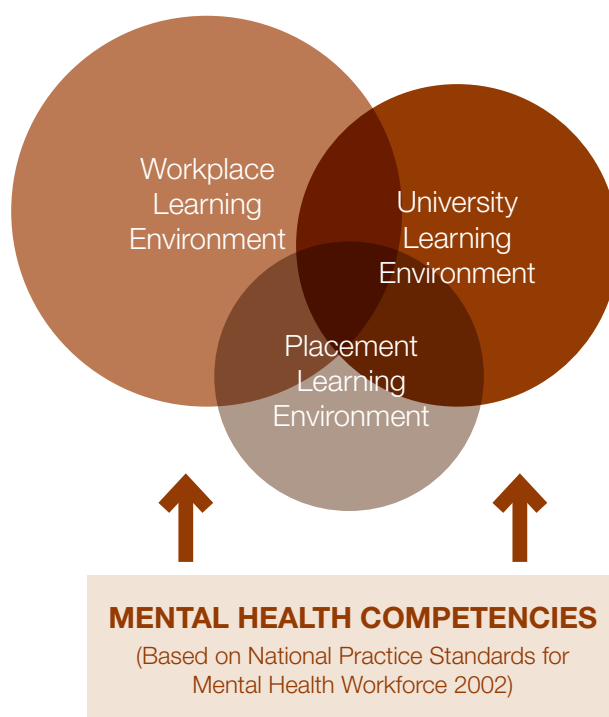 Workplace
Learning
Environment
University
Learning
Environment
Placement
Learning
Environment
MENTAL HEALTH COMPETENCIES
(Based on National Practice Standards for
Mental Health Workforce 2002)